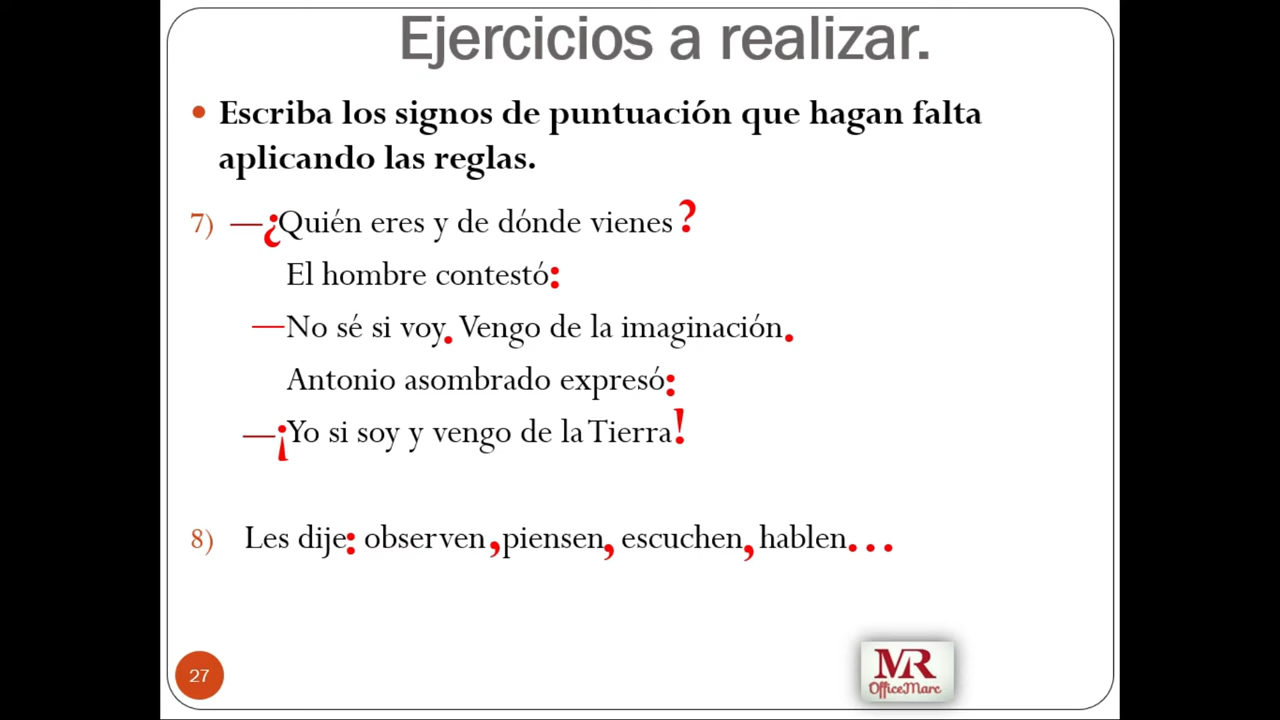 Ejercicios a realizar.
• Escriba los signos de puntuación que hagan falta
aplicando las reglas.
7) —¿Quién eres y de dónde vienes?
El hombre contestó:
—No sé si voy. Vengo de la imaginación.
Antonio asombrado expresó:
—¡Yo si soy y vengo de la Tierra!
8) Les dije: observen, piensen, escuchen, hablen...
27
MR
OfficeMarc